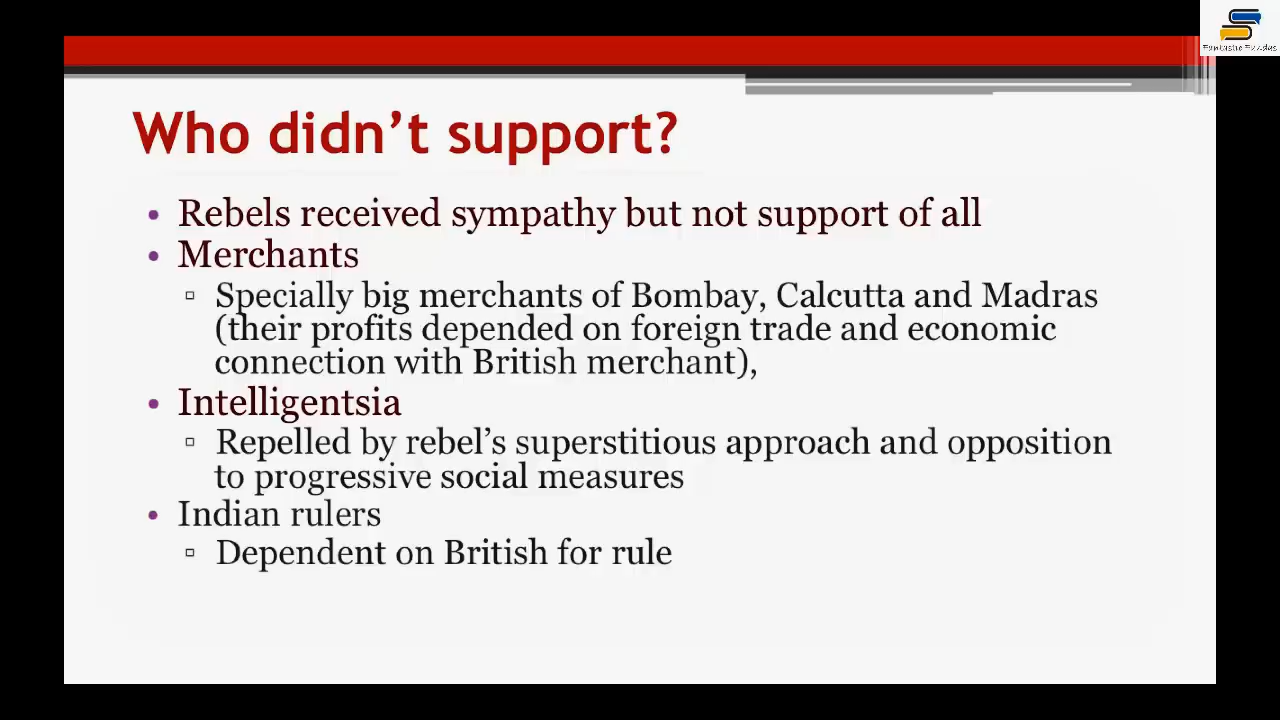 Who didn’t support?
• Rebels received sympathy but not support of all
• Merchants
▫ Specially big merchants of Bombay, Calcutta and Madras
(their profits depended on foreign trade and economic
connection with British merchant),
• Intelligentsia
▫ Repelled by rebel’s superstitious approach and opposition
to progressive social measures
• Indian rulers
▫ Dependent on British for rule